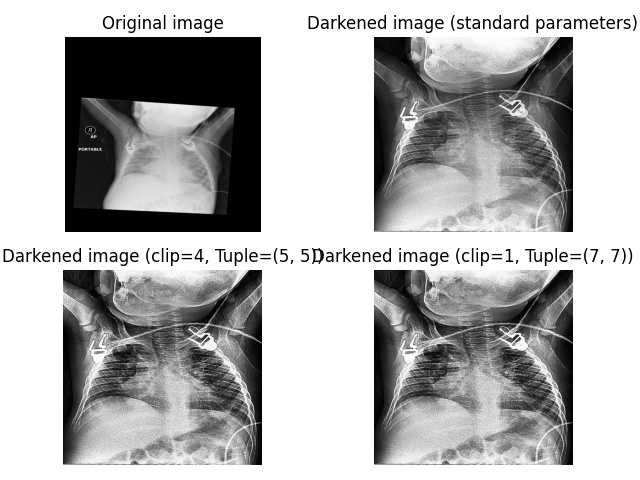 Original image
Darkened image (standard parameters)
R
AP
PORTABLE
Darkened image (clip=4, Tuple=(5, 5))
Darkened image (clip=1, Tuple=(7, 7))